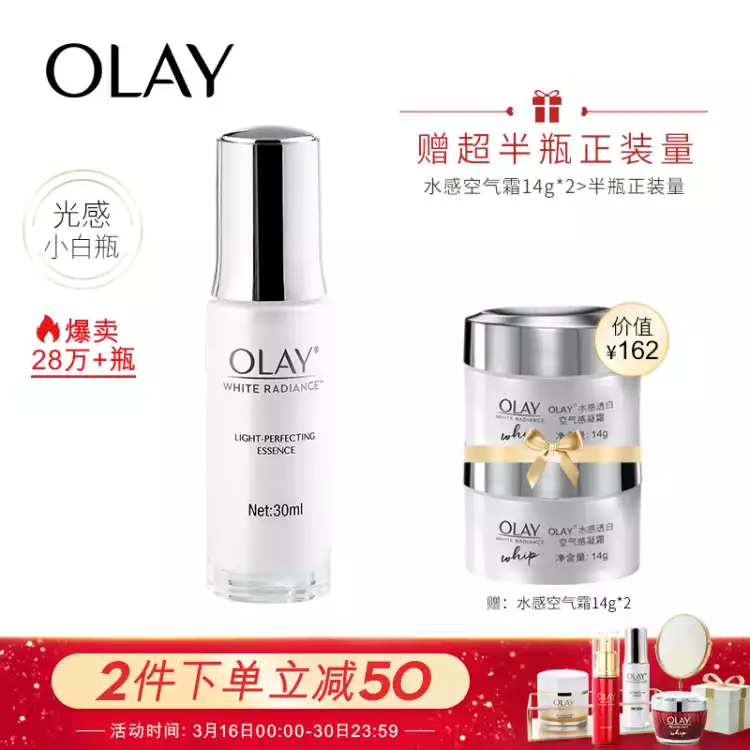 OLAY
赠超半瓶正装量
水感空气霜14g*2>半瓶正装量
光感
小白瓶
爆卖
28万+瓶
OLAY®
WHITE RADIANCE™
LIGHT-PERFECTING
ESSENCE
Net:30ml
价值
¥162
OLAY
WHITE RADIANCE
whip
OLAY®水感透白
空气感凝霜
净含量: 14g
OLAY
WHITE RADIANCE
whip
OLAY®水感透白
空气感凝霜
净含量: 14g
赠：水感空气霜14g*2
2件下单立减50
活动时间: 3月16日00:00-30日23:59